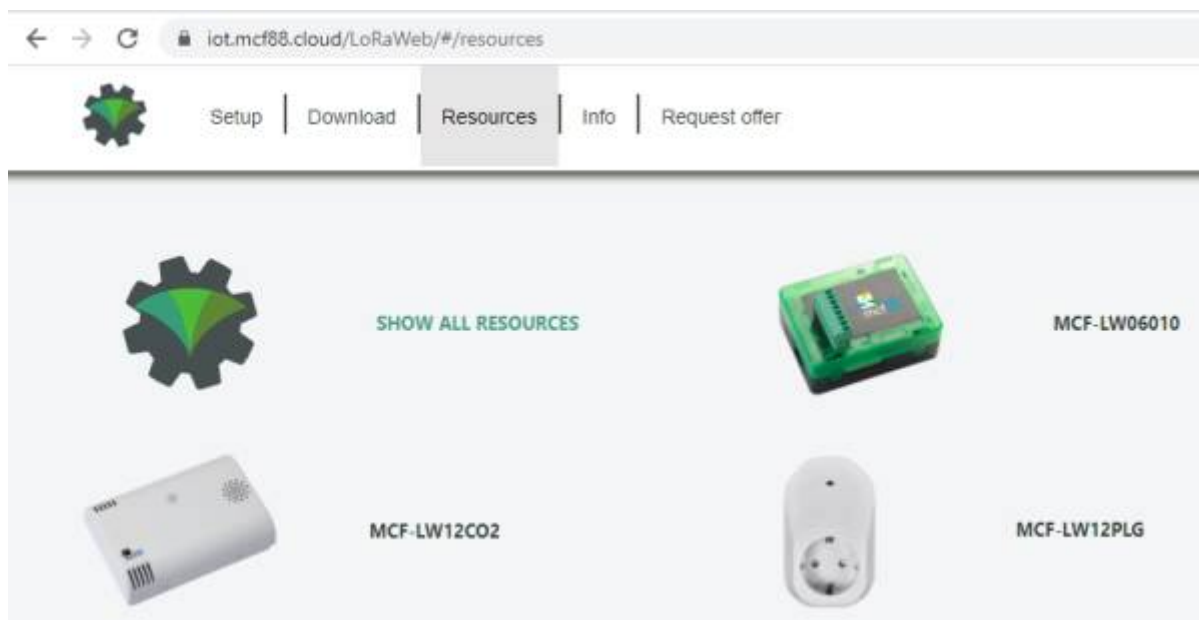 iot.mcf88.cloud/LoRaWeb/#/resources
Setup Download Resources Info Request offer
SHOW ALL RESOURCES MCF-LW06010
MCF-LW12CO2 MCF-LW12PLG